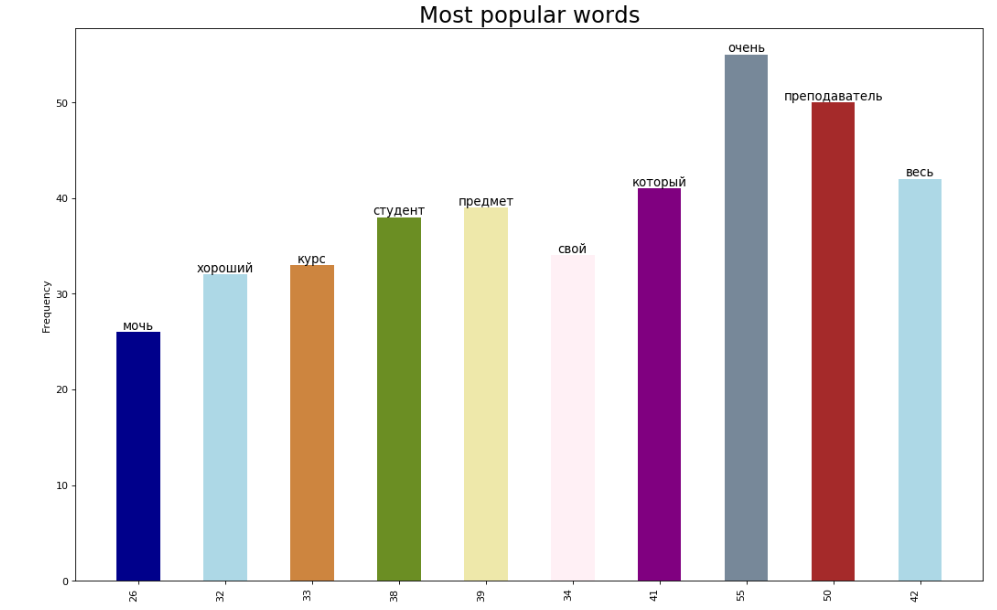 Most popular words
очень
преподаватель
50
весь
который
40
предмет
студент
свой
курс
хороший
30
Frequency
мочь
20
10
0
26
32
33
38
39
34
41
55
50
42